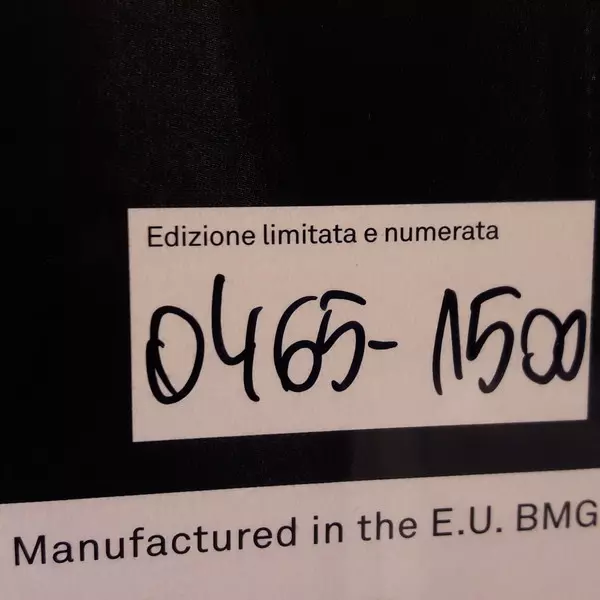 Edizione limitata e numerata
0465-1500
Manufactured in the E.U. BMG